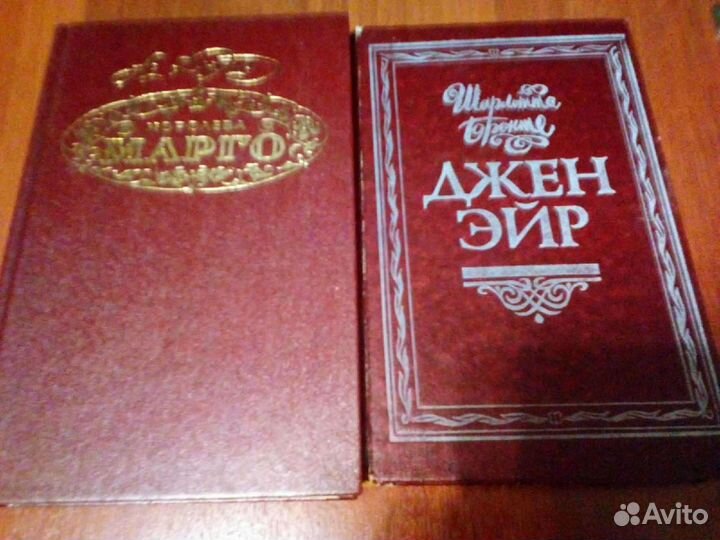 КОРОЛЕВА
МАРГО
Шарлотта
Бронте
ДЖЕН
ЭЙР
Avito